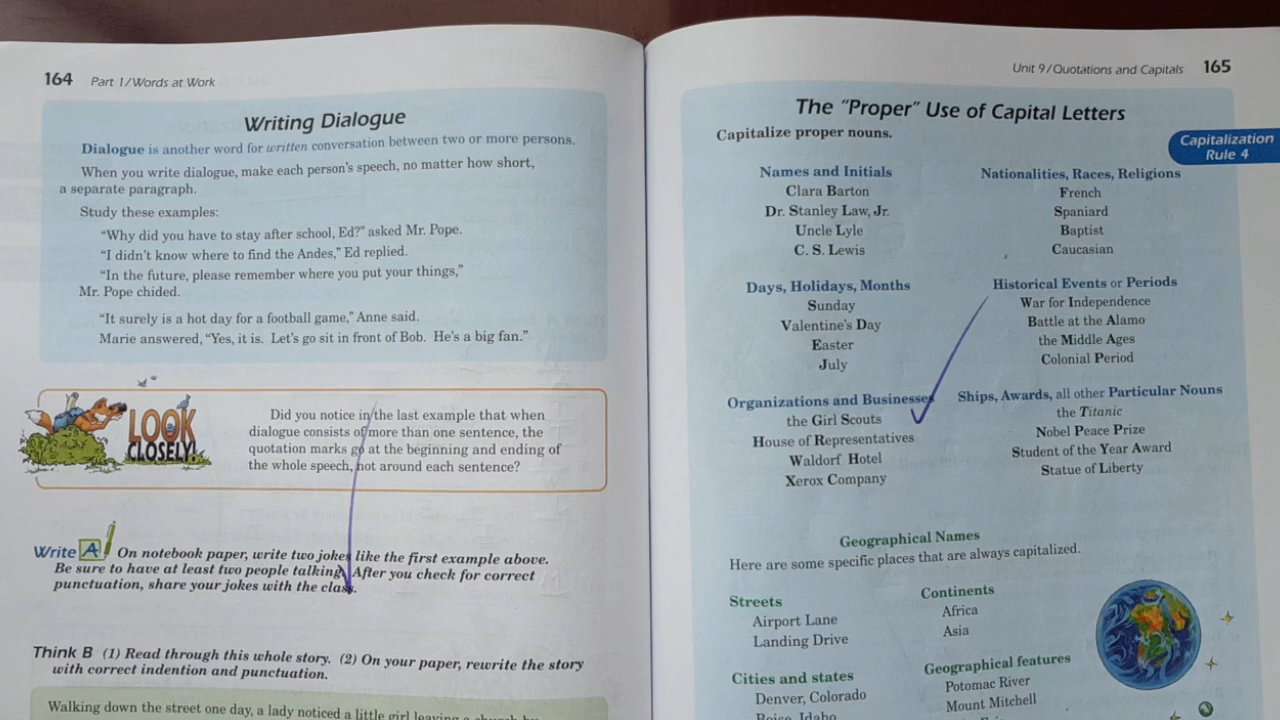 164 Part 1/Words at Work
Writing Dialogue
Dialogue is another word for written conversation between two or more persons.
When you write dialogue, make each person's speech, no matter how short,
a separate paragraph.
Study these examples:
"Why did you have to stay after school, Ed?" asked Mr. Pope.
"I didn't know where to find the Andes," Ed replied.
"In the future, please remember where you put your things,"
Mr. Pope chided.
"It surely is a hot day for a football game," Anne said.
Marie answered, "Yes, it is. Let's go sit in front of Bob. He's a big fan."
LOOK
CLOSELY!
Did you notice in the last example that when
dialogue consists of more than one sentence, the
quotation marks go at the beginning and ending of
the whole speech, not around each sentence?
Write A On notebook paper, write two jokes like the first example above.
Be sure to have at least two people talking. After you check for correct
punctuation, share your jokes with the class.
Think B (1) Read through this whole story. (2) On your paper, rewrite the story
with correct indention and punctuation.
Walking down the street one day, a lady noticed a little girl leaving a church by
Unit 9/Quotations and Capitals 165
The "Proper" Use of Capital Letters
Capitalize proper nouns.
Capitalization
Rule 4
Names and Initials
Clara Barton
Dr. Stanley Law, Jr.
Uncle Lyle
C. S. Lewis
Nationalities, Races, Religions
French
Spaniard
Baptist
Caucasian
Days, Holidays, Months
Sunday
Valentine's Day
Easter
July
Historical Events or Periods
War for Independence
Battle at the Alamo
the Middle Ages
Colonial Period
Organizations and Businesses
the Girl Scouts
House of Representatives
Waldorf Hotel
Xerox Company
Ships, Awards, all other Particular Nouns
the Titanic
Nobel Peace Prize
Student of the Year Award
Statue of Liberty
Geographical Names
Here are some specific places that are always capitalized.
Streets
Airport Lane
Landing Drive
Continents
Africa
Asia
Cities and states
Denver, Colorado
Boise, Idaho
Geographical features
Potomac River
Mount Mitchell